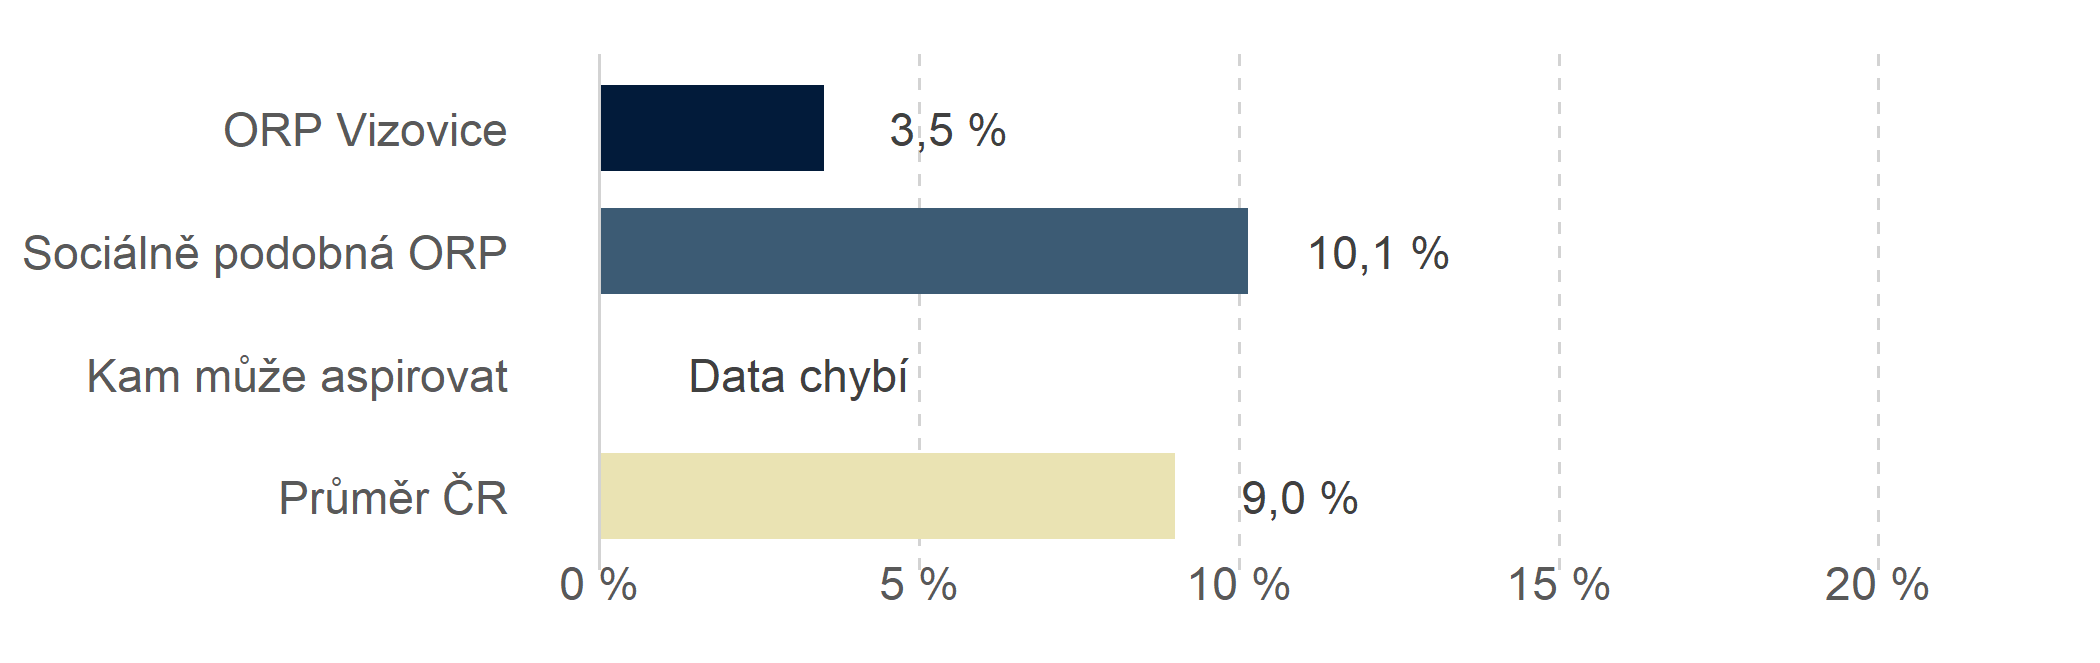 ORP Vizovice 3,5 %
Sociálně podobná ORP 10,1 %
Kam může aspirovat Data chybí
Průměr ČR 9,0 %
0 % 5 % 10 % 15 % 20 %